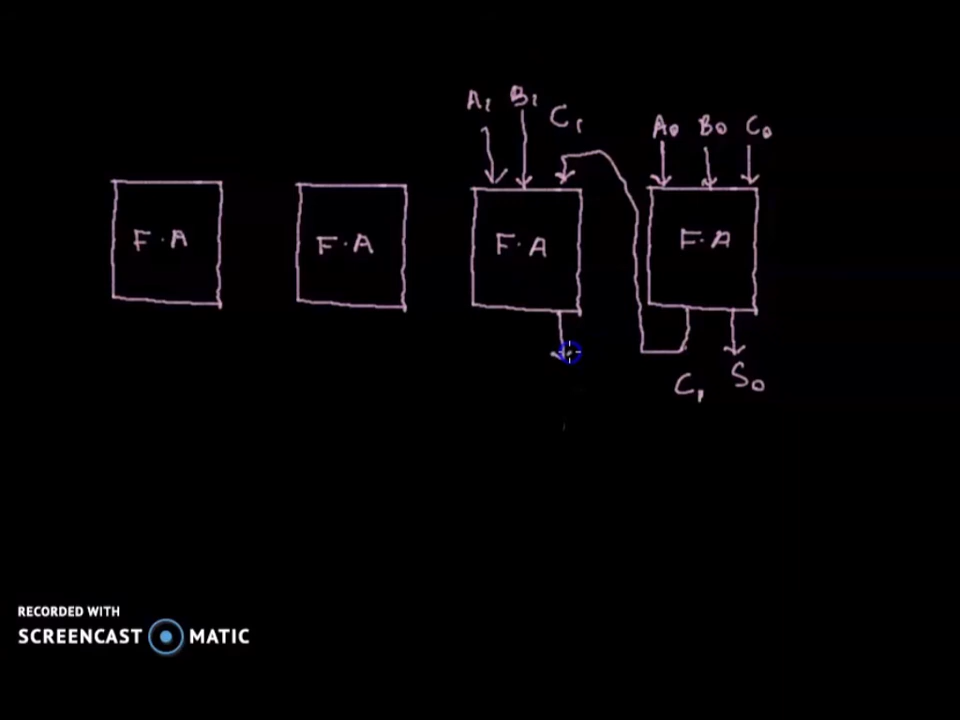 A₁ B₁ C₁
A₀ B₀ C₀
F.A F.A F.A F.A
C₁ S₀
RECORDED WITH
SCREENCAST MATIC